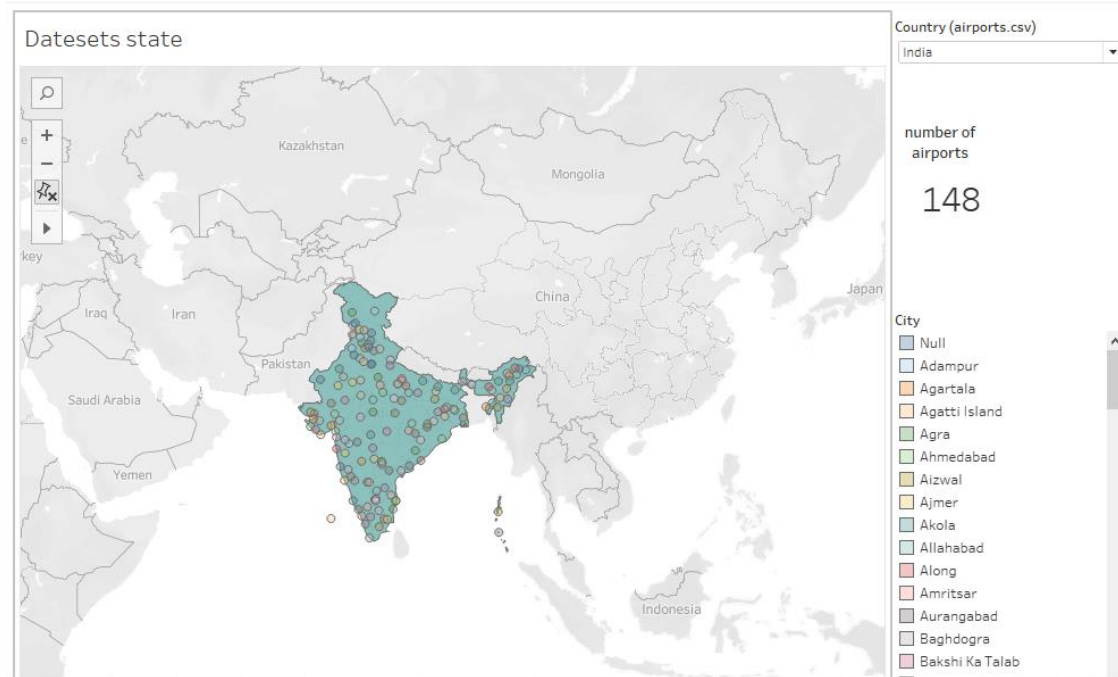 Datesets state
Country (airports.csv)
India
number of
airports
148
Kazakhstan
Mongolia
key
Iraq
Iran
China
Japan
Pakistan
Saudi Arabia
Yemen
Indonesia
City
Null
Adampur
Agartala
Agatti Island
Agra
Ahmedabad
Aizwal
Ajmer
Akola
Allahabad
Along
Amritsar
Aurangabad
Baghdogra
Bakshi Ka Talab